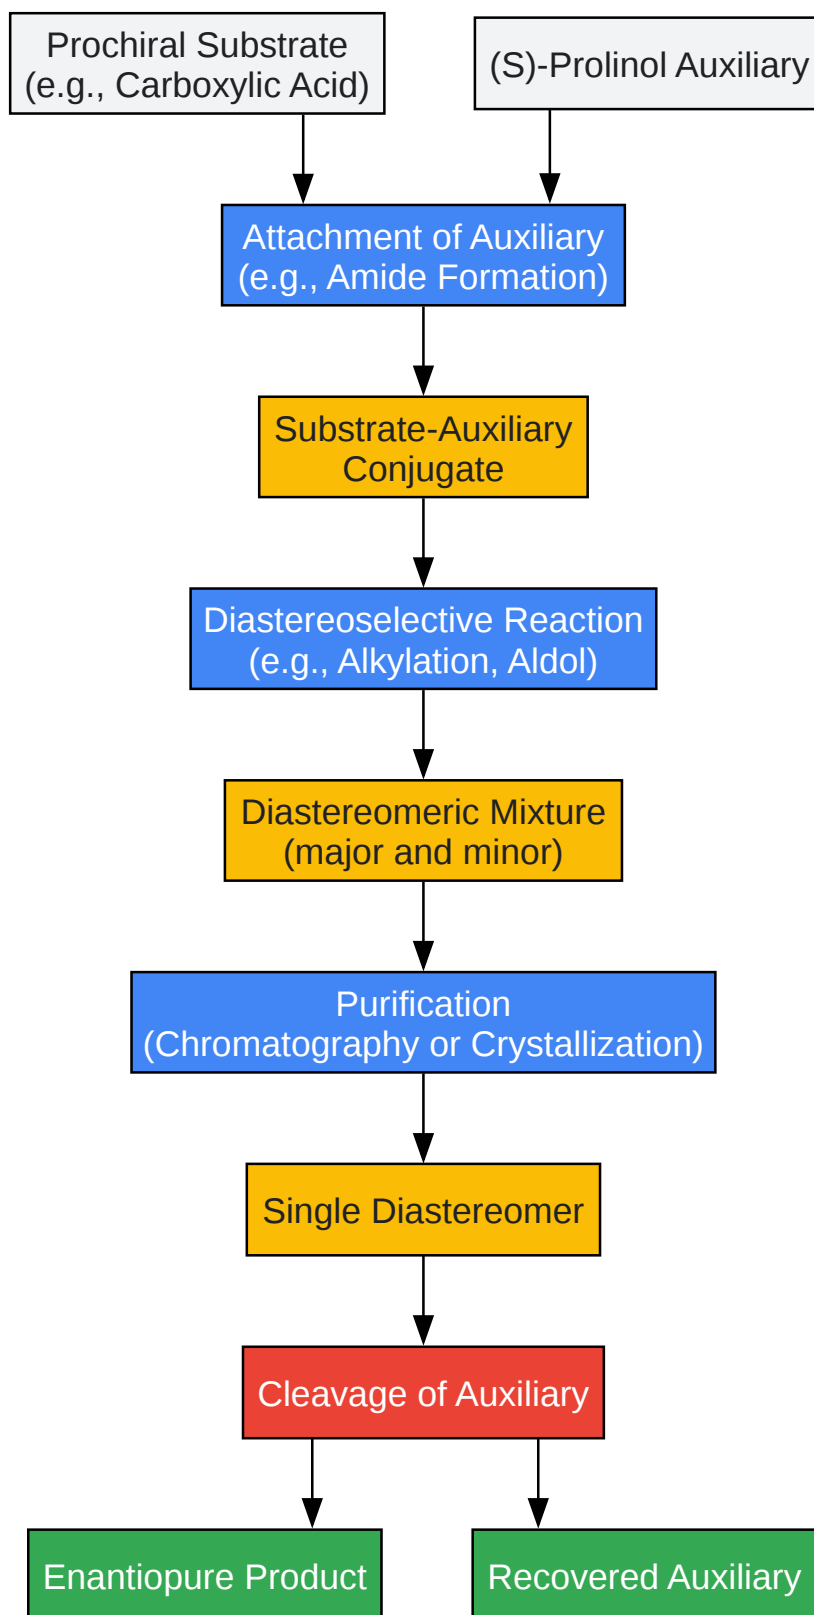 Prochiral Substrate
(e.g., Carboxylic Acid)
(S)-Prolinol Auxiliary
Attachment of Auxiliary
(e.g., Amide Formation)
Substrate-Auxiliary
Conjugate
Diastereoselective Reaction
(e.g., Alkylation, Aldol)
Diastereomeric Mixture
(major and minor)
Purification
(Chromatography or Crystallization)
Single Diastereomer
Cleavage of Auxiliary
Enantiopure Product
Recovered Auxiliary